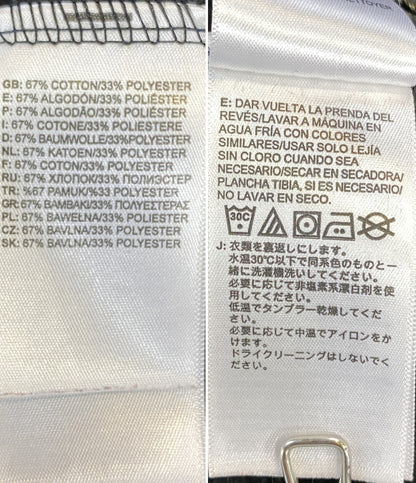 GB: 67% COTTON/33% POLYESTER
E: 67% ALGODÓN/33% POLIÉSTER
P: 67% ALGODÃO/33% POLIÉSTER
I: 67% COTONE/33% POLIESTERE
D: 67% BAUMWOLLE/33% POLYESTER
NL: 67% KATOEN/33% POLYESTER
F: 67% COTON/33% POLYESTER
RU: 67% ХЛОПОК/33% ПОЛИЭСТЕР
TR: %67 PAMUK/%33 POLYESTER
GR: 67% ΒΑΜΒΑΚΙ/33% ΠΟΛΥΕΣΤΕΡΑΣ
PL: 67% BAWEŁNA/33% POLYESTER
CZ: 67% BAVLNA/33% POLYESTER
SK: 67% BAVLNA/33% POLYESTER
NETTOYER
E: DAR VUELTA LA PRENDA DEL
REVÉS/LAVAR A MÁQUINA EN
AGUA FRÍA CON COLORES
SIMILARES/USAR SOLO LEJÍA
SIN CLORO CUANDO SEA
NECESARIO/SECAR EN SECADORA/
PLANCHA TIBIA, SI ES NECESARIO/
NO LAVAR EN SECO.
30C
J: 衣類を裏返しにします。
水温30℃以下で同系色のものと一
緒に洗濯機洗いしてください。
必要に応じて非塩素系漂白剤を使
用してください。
低温でタンブラー乾燥してくださ
い。
必要に応じて中温でアイロンをか
けます。
ドライクリーニングはしないでくだ
さい。